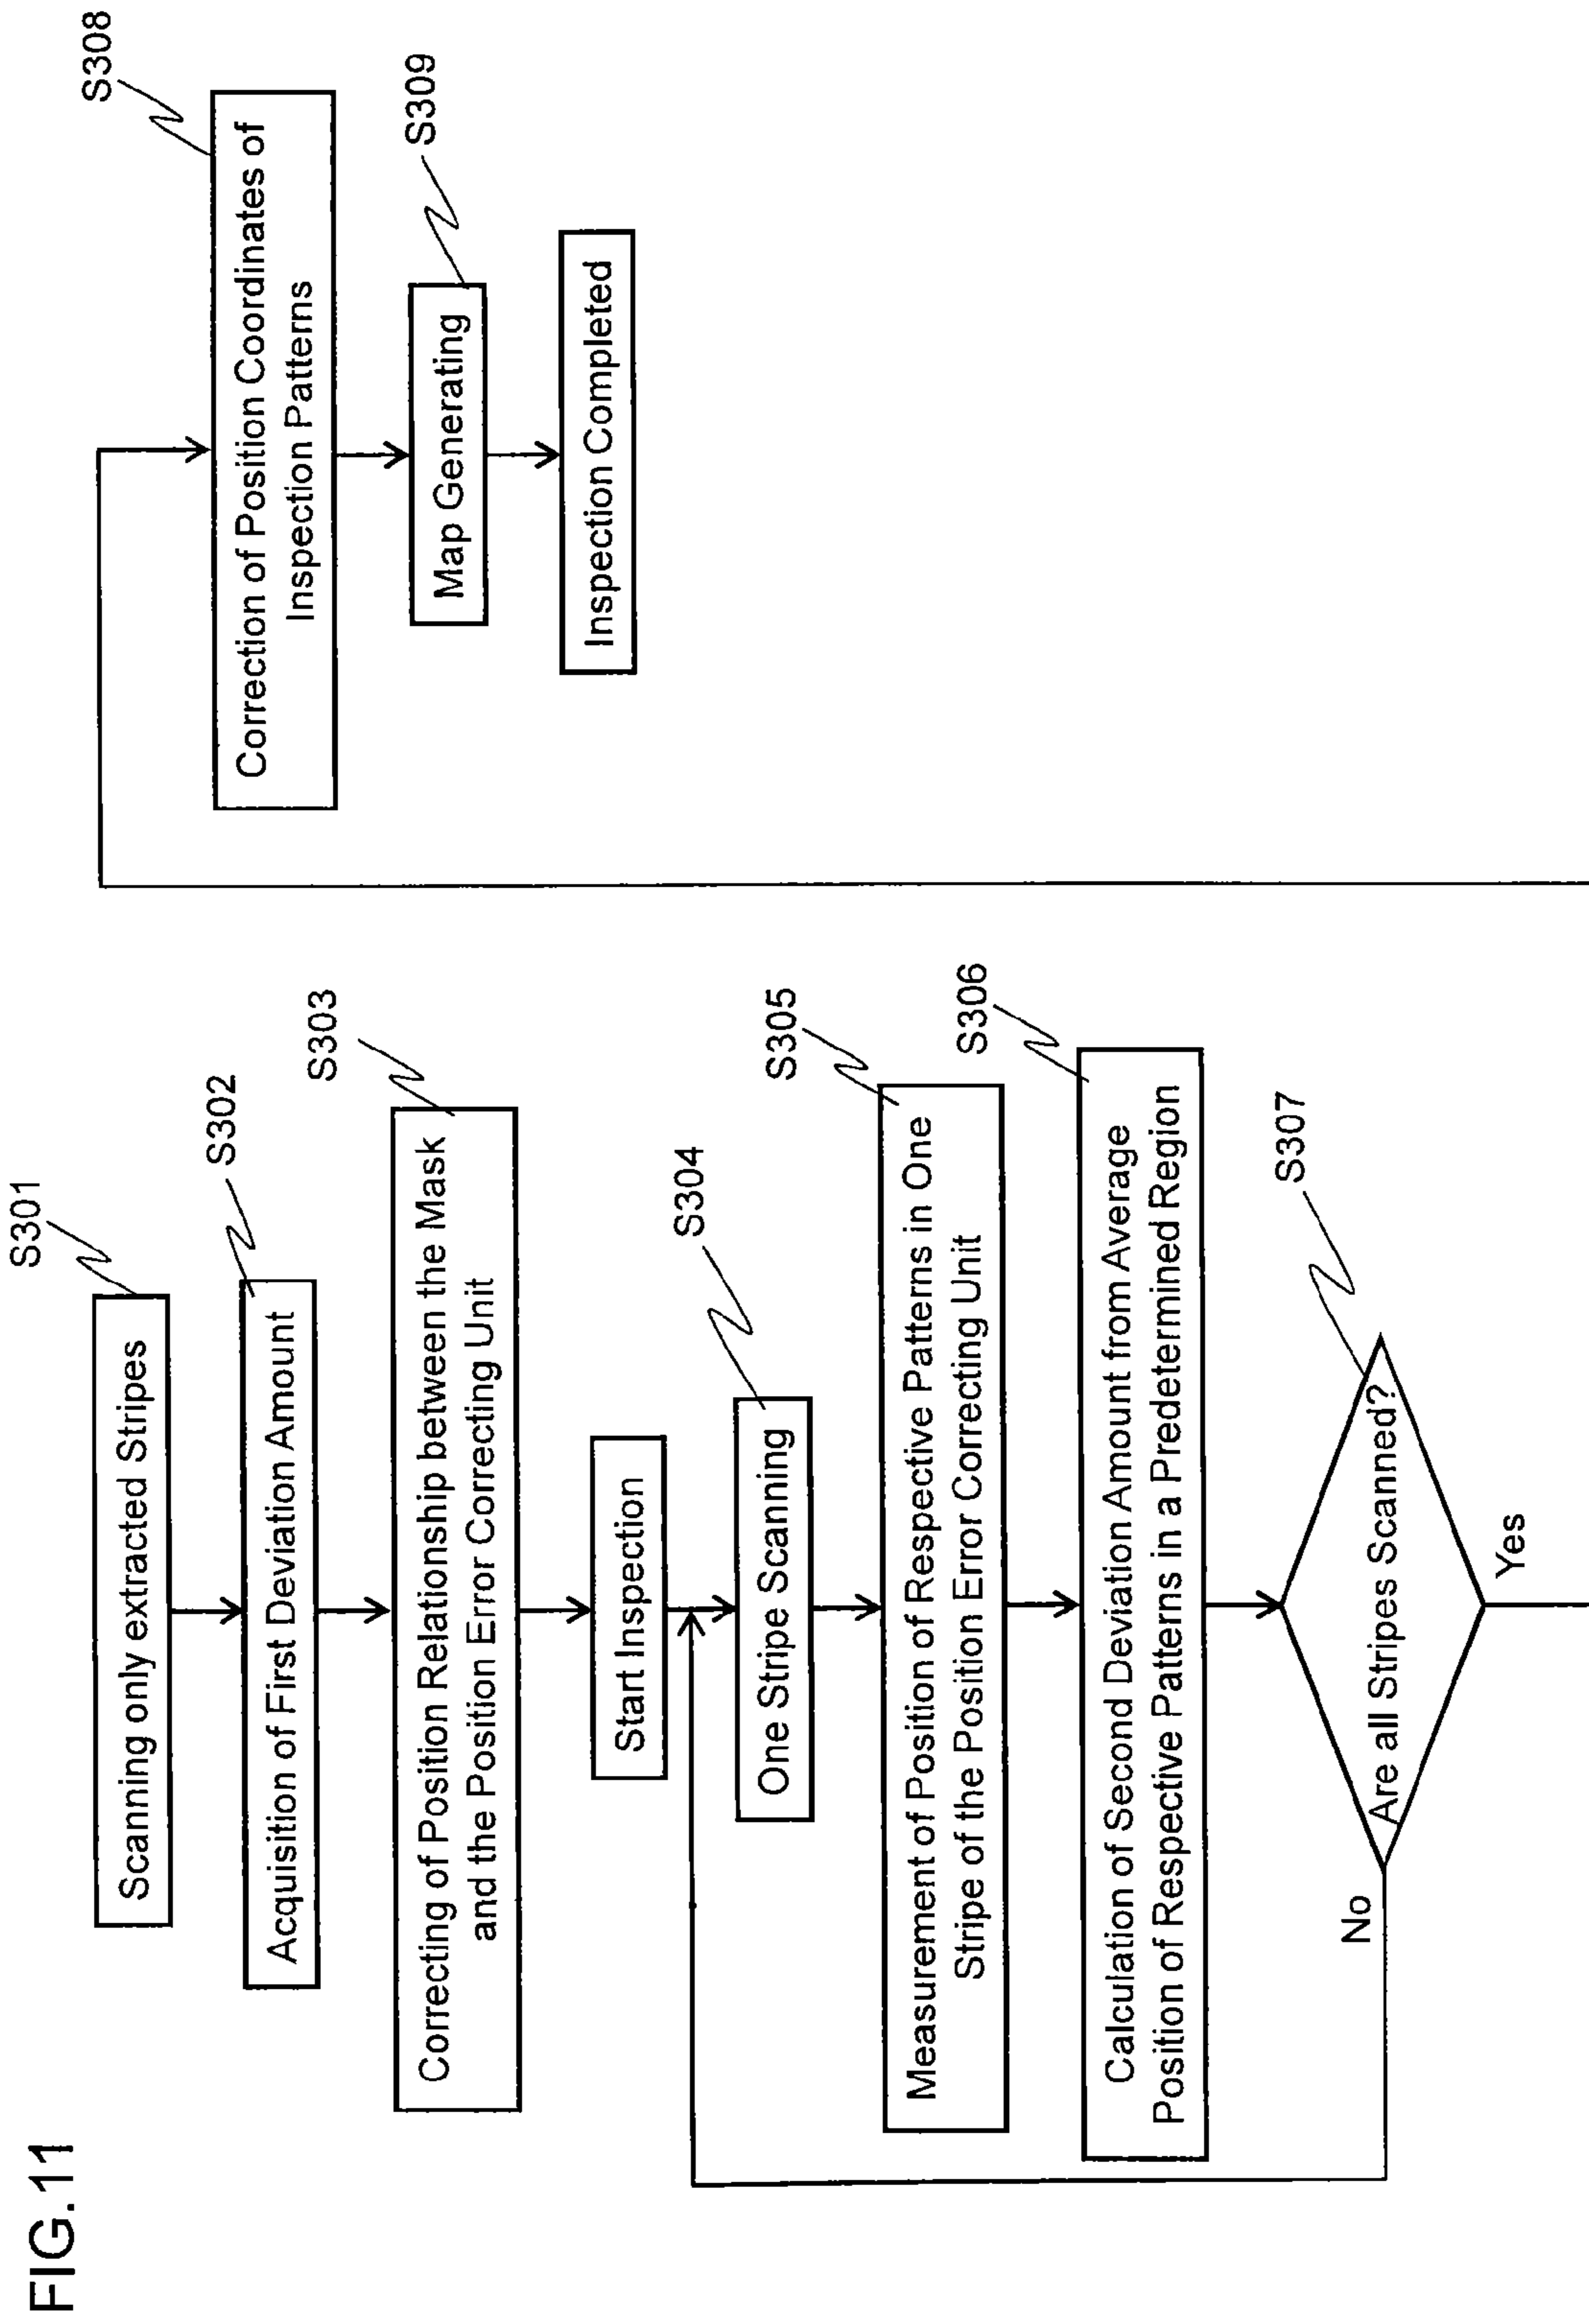 FIG.11
S301
Scanning only extracted Stripes
S302
Acquisition of First Deviation Amount
S303
Correcting of Position Relationship between the Mask
and the Position Error Correcting Unit
Start Inspection
S304
One Stripe Scanning
S305
Measurement of Position of Respective Patterns in One
Stripe of the Position Error Correcting Unit
S306
Calculation of Second Deviation Amount from Average
Position of Respective Patterns in a Predetermined Region
S307
Are all Stripes Scanned?
No
Yes
S308
Correction of Position Coordinates of
Inspection Patterns
S309
Map Generating
Inspection Completed